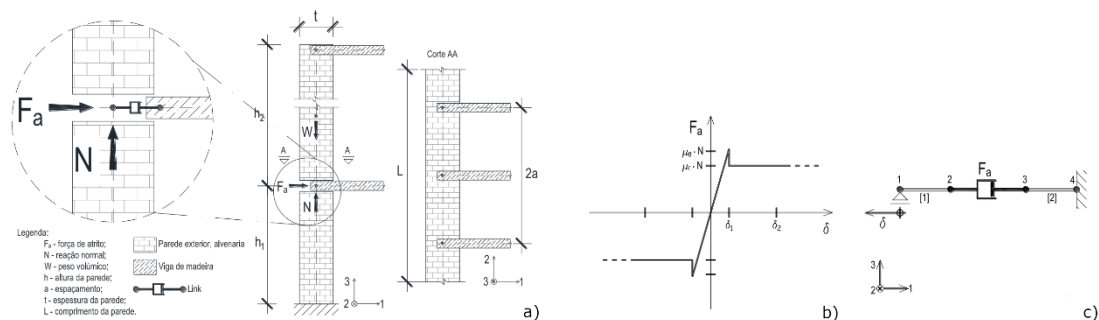 Fa
N
Legenda:
Fa - força de atrito;
N - reação normal;
W - peso volúmico;
h - altura da parede;
a - espaçamento;
t - espessura da parede;
L - comprimento da parede.
Parede exterior, alvenaria
Viga de madeira
Link
t
h2
h1
W
A
A
Fa
N
3
2
1
Corte AA
L
2a
2
3
1
a)
Fa
μe · N
μr · N
δ1
δ2
δ
b)
Fa
1
2
3
4
[1]
[2]
δ
3
2
1
c)